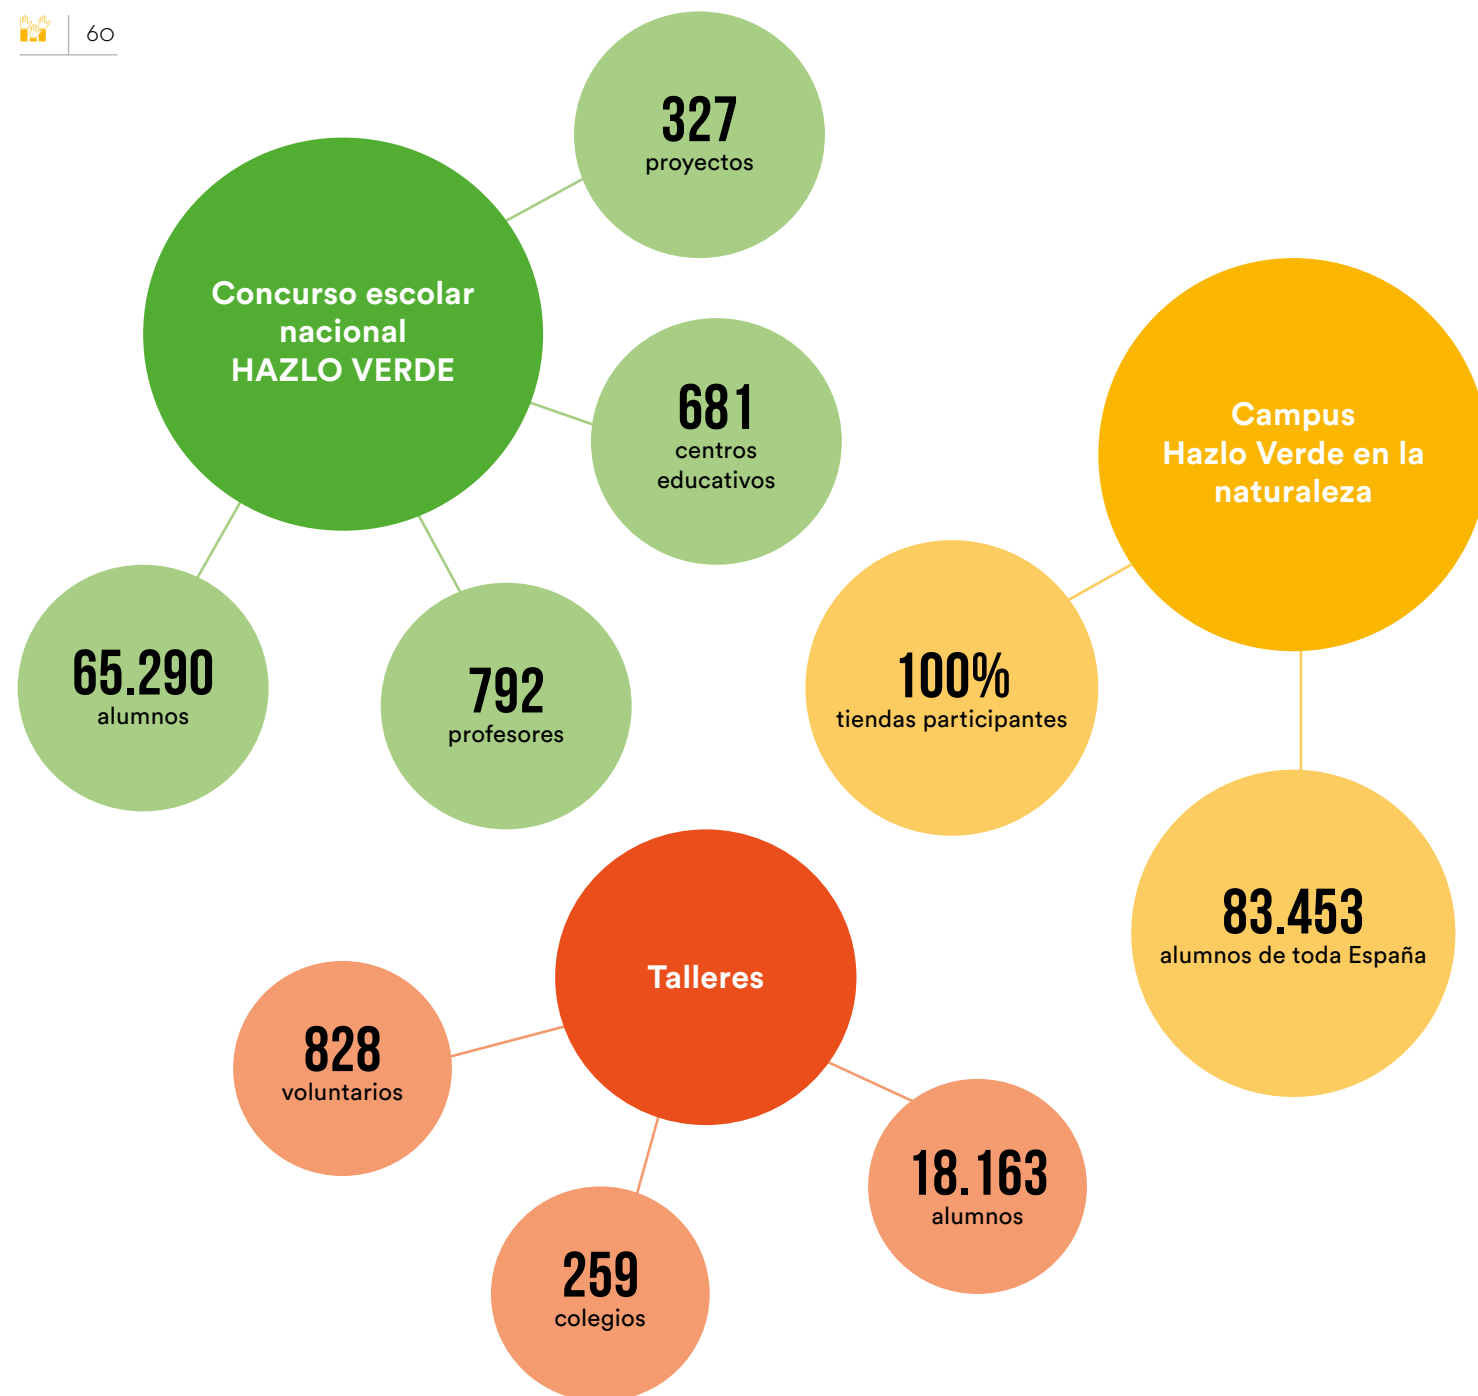 60
327
proyectos
Concurso escolar
nacional
HAZLO VERDE
681
centros
educativos
65.290
alumnos
792
profesores
Campus
Hazlo Verde en la
naturaleza
100%
tiendas participantes
83.453
alumnos de toda España
Talleres
828
voluntarios
259
colegios
18.163
alumnos